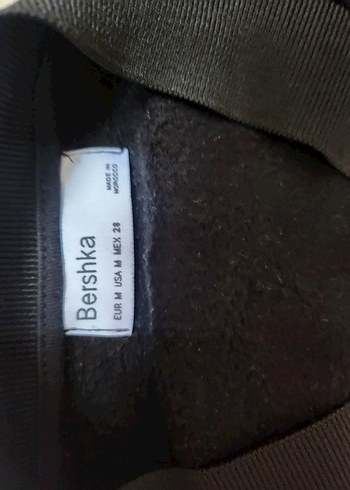 Bershka
EUR M USA M MEX 28
MADE IN
MOROCCO